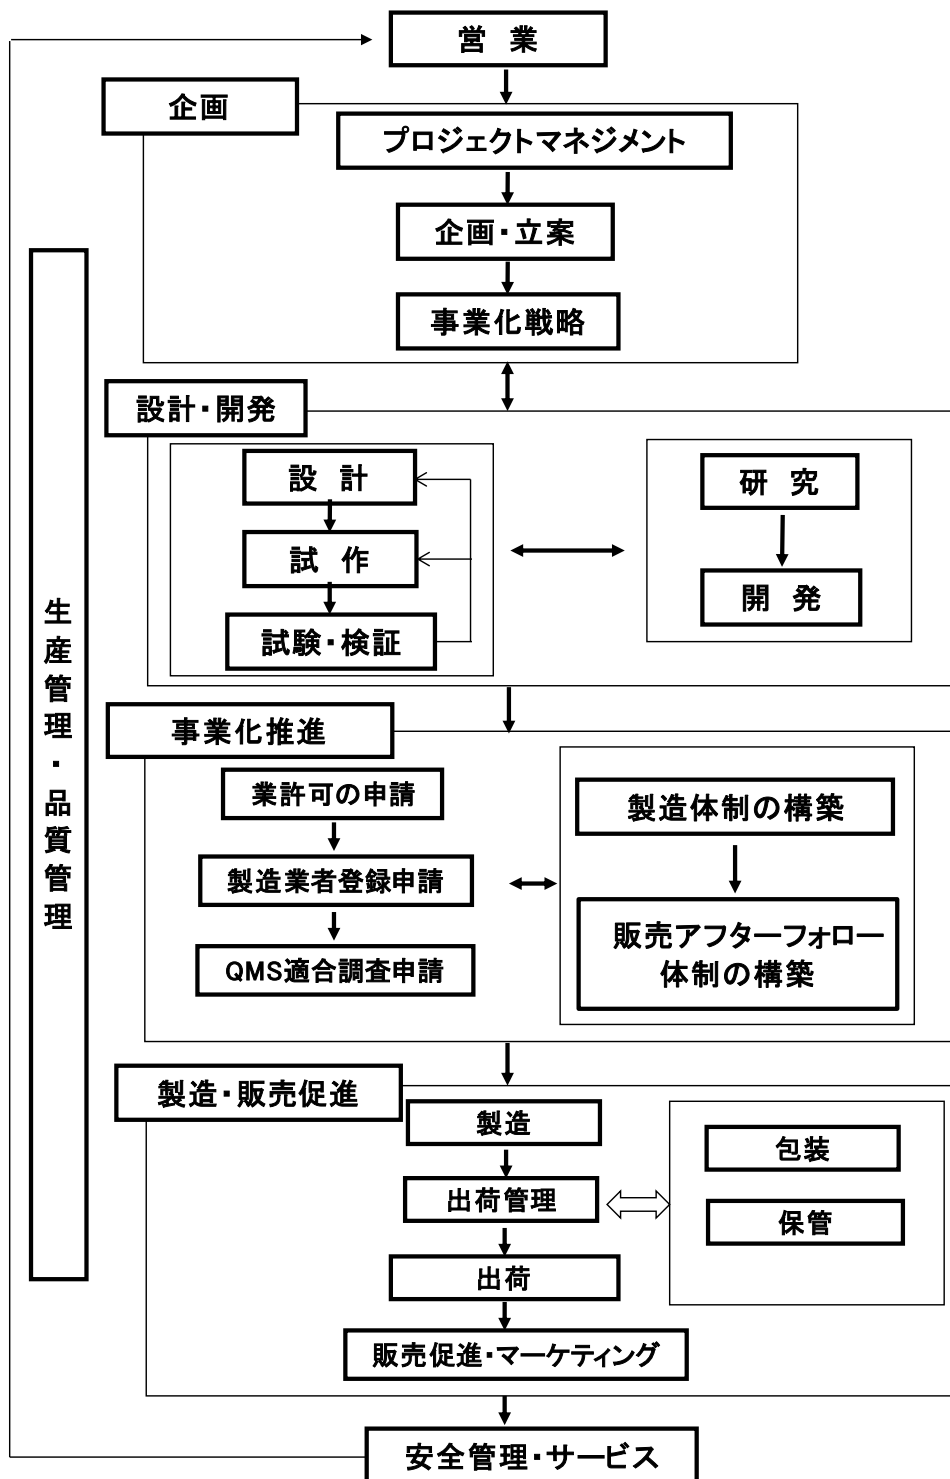 営　業
企画
プロジェクトマネジメント
企画・立案
事業化戦略
設計・開発
設　計
試　作
試験・検証
研　究
開　発
生産管理・品質管理
事業化推進
業許可の申請
製造業者登録申請
QMS適合調査申請
製造体制の構築
販売アフターフォロー
体制の構築
製造・販売促進
製造
出荷管理
出荷
販売促進・マーケティング
包装
保管
安全管理・サービス